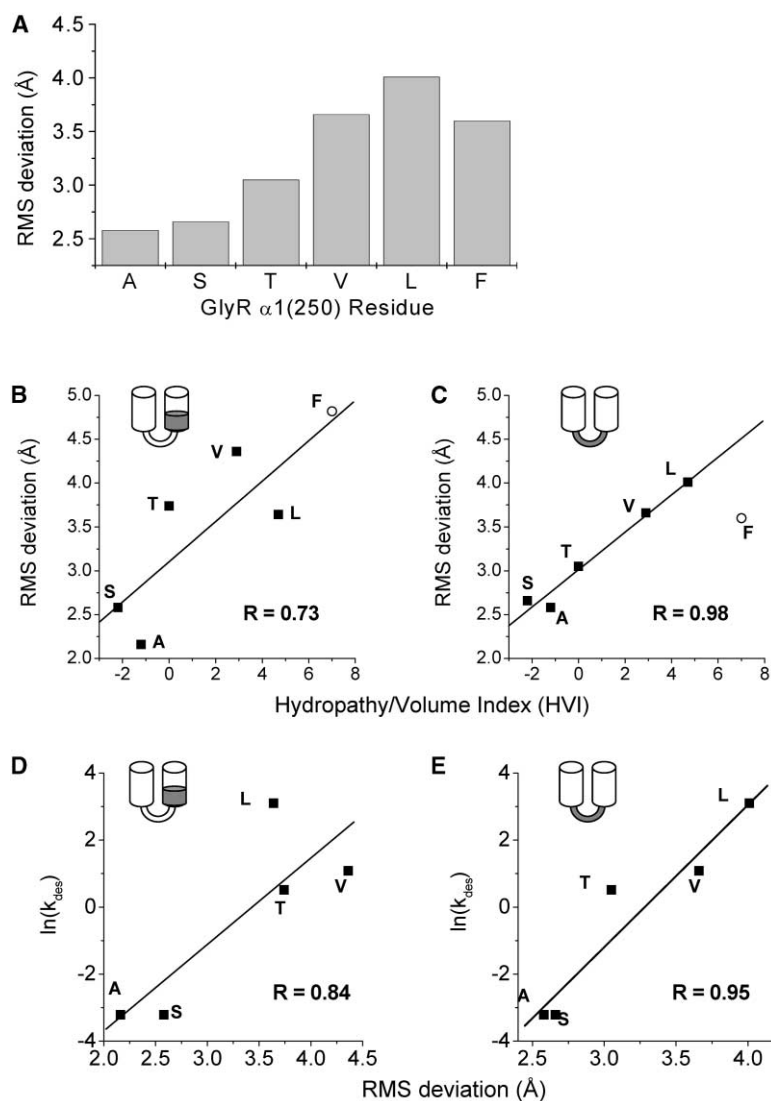 A
RMS deviation (Å)
4.0
3.5
3.0
2.5
A S T V L F
GlyR α1(250) Residue
B
RMS deviation (Å)
5.0
4.5
4.0
3.5
3.0
2.5
2.0
F
V
T
L
S
A
R = 0.73
-2 0 2 4 6 8
C
RMS deviation (Å)
5.0
4.5
4.0
3.5
3.0
2.5
2.0
L
V
F
T
S
A
R = 0.98
-2 0 2 4 6 8
Hydropathy/Volume Index (HVI)
D
ln(kdes)
4
2
0
-2
-4
L
V
T
A
S
R = 0.84
2.0 2.5 3.0 3.5 4.0 4.5
E
ln(kdes)
4
2
0
-2
-4
L
T
V
A
S
R = 0.95
2.5 3.0 3.5 4.0
RMS deviation (Å)